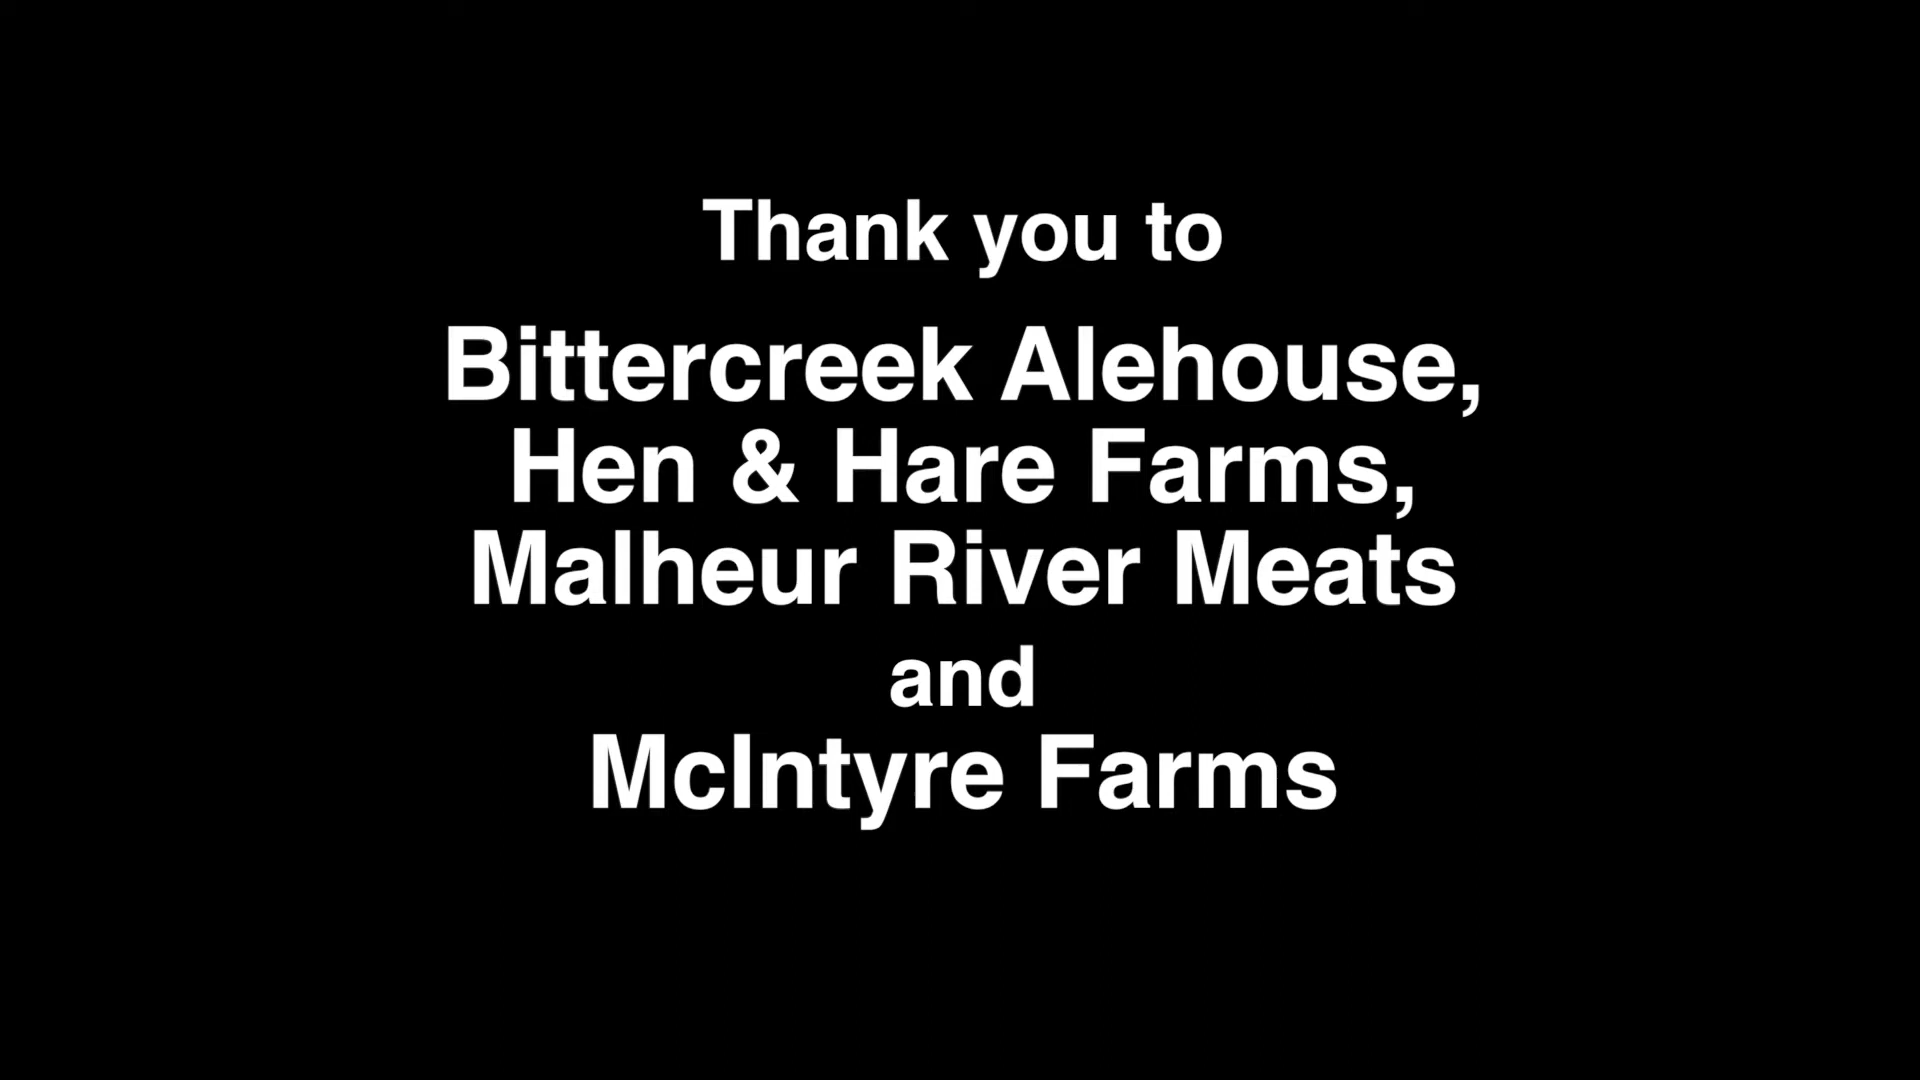 Thank you to
Bittercreek Alehouse,
Hen & Hare Farms,
Malheur River Meats
and
McIntyre Farms